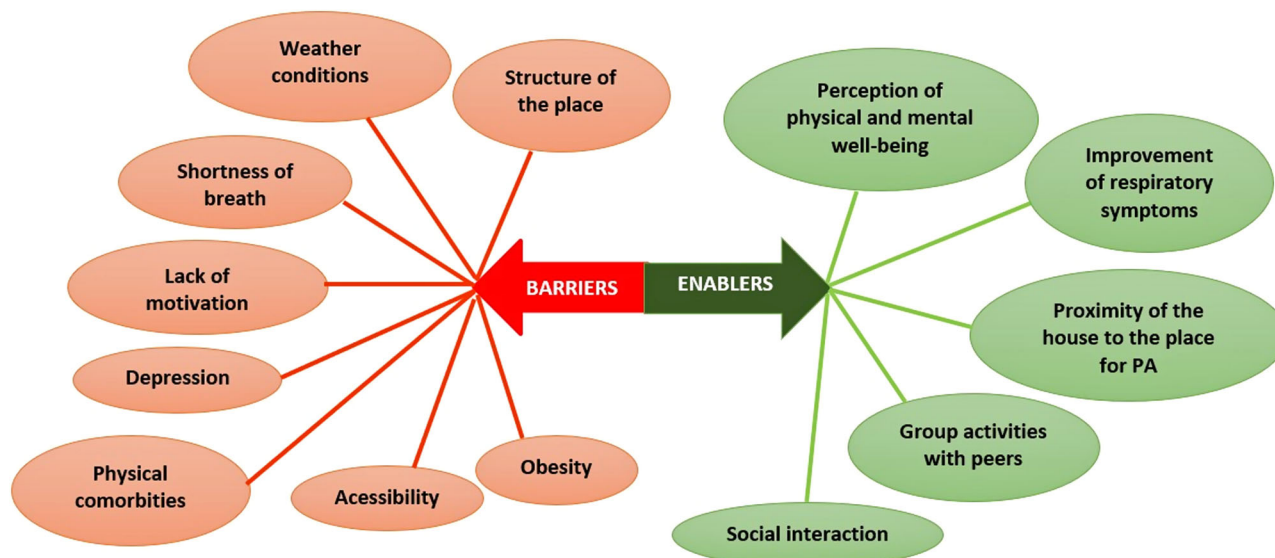 Weather
conditions
Structure of
the place
Shortness of
breath
Lack of
motivation
Depression
Physical
comorbities
Acessibility
Obesity
BARRIERS
ENABLERS
Perception of
physical and mental
well-being
Improvement
of respiratory
symptoms
Proximity of the
house to the place
for PA
Group activities
with peers
Social interaction